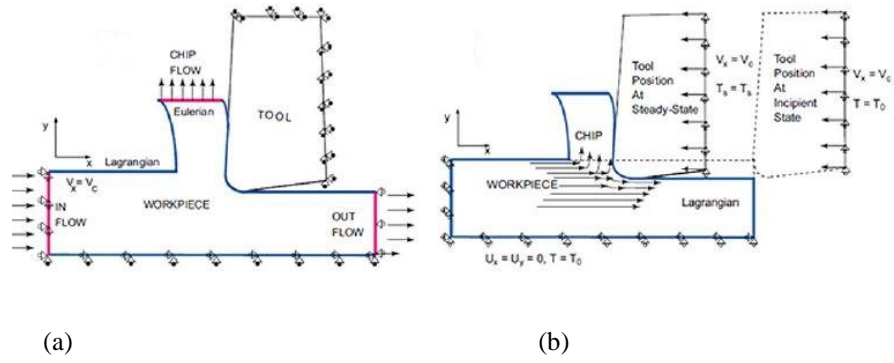 CHIP
FLOW
Eulerian
TOOL
y
x
Lagrangian
Vx = Vc
IN
FLOW
WORKPIECE
OUT
FLOW
(a)
Tool
Position
At
Steady-State
Vx = Vc
Ts = Ts
Tool
Position
At
Incipient
State
Vx = Vc
T = T0
y
x
CHIP
WORKPIECE
Lagrangian
Ux = Uy = 0, T = T0
(b)